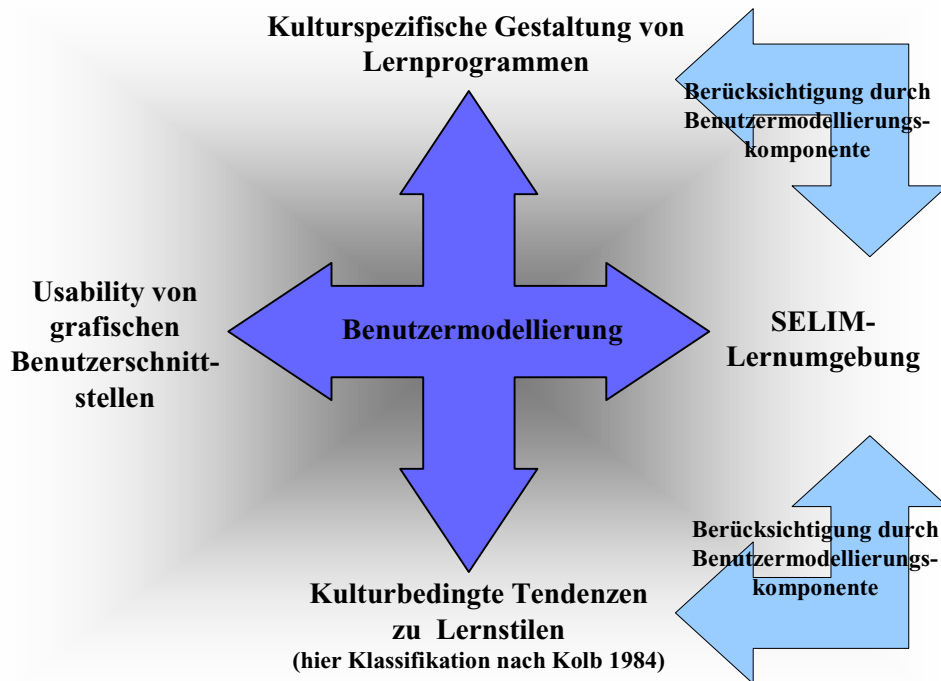 Kulturspezifische Gestaltung von
Lernprogrammen
Berücksichtigung durch
Benutzermodellierungs-
komponente
Usability von
grafischen
Benutzerschnitt-
stellen
Benutzermodellierung
SELIM-
Lernumgebung
Berücksichtigung durch
Benutzermodellierungs-
komponente
Kulturbedingte Tendenzen
zu Lernstilen
(hier Klassifikation nach Kolb 1984)